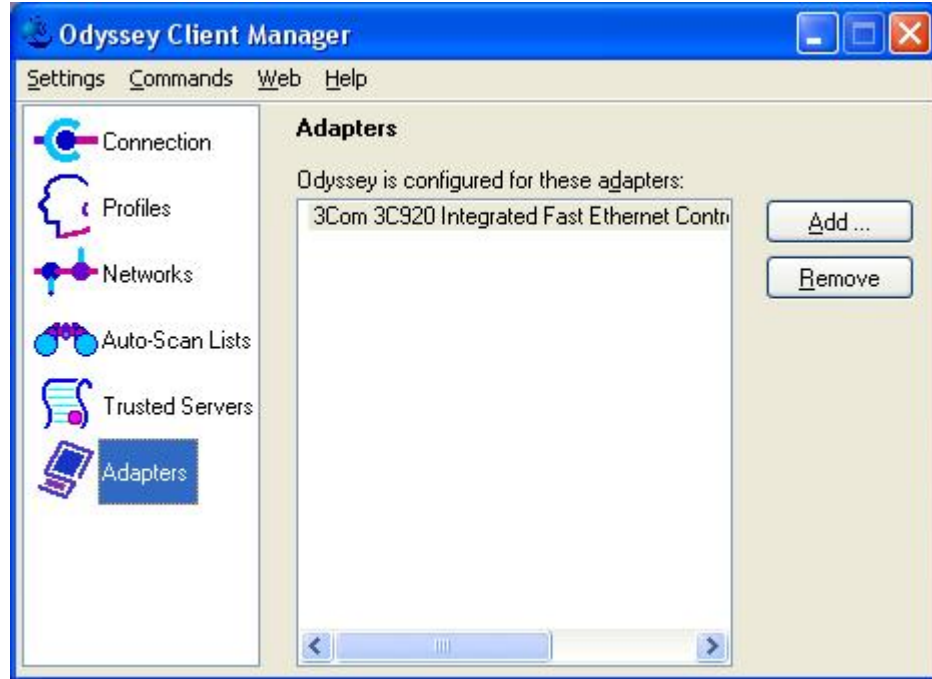 Odyssey Client Manager
Settings Commands Web Help
Connection
Profiles
Networks
Auto-Scan Lists
Trusted Servers
Adapters
Adapters
Odyssey is configured for these adapters:
3Com 3C920 Integrated Fast Ethernet Contr
Add ...
Remove